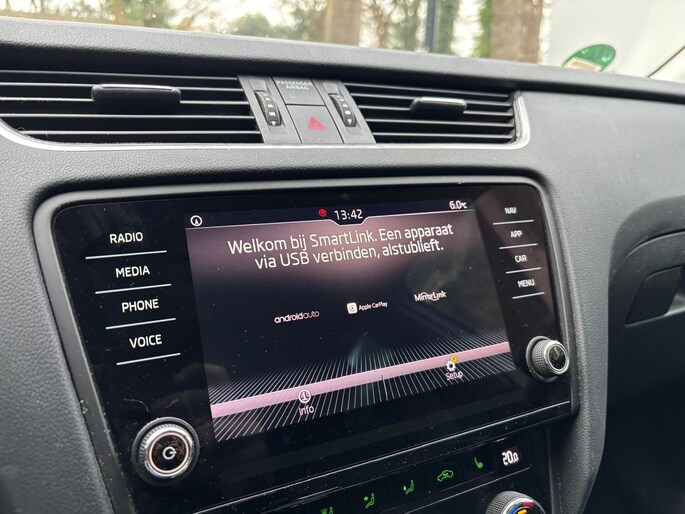 PASSENGER
AIRBAG
13:42
6.0°C
Welkom bij SmartLink. Een apparaat
via USB verbinden, alstublieft.
androidauto
Apple CarPlay
MirrorLink
Info
Setup
RADIO
MEDIA
PHONE
VOICE
NAV
APP
CAR
MENU
20.0